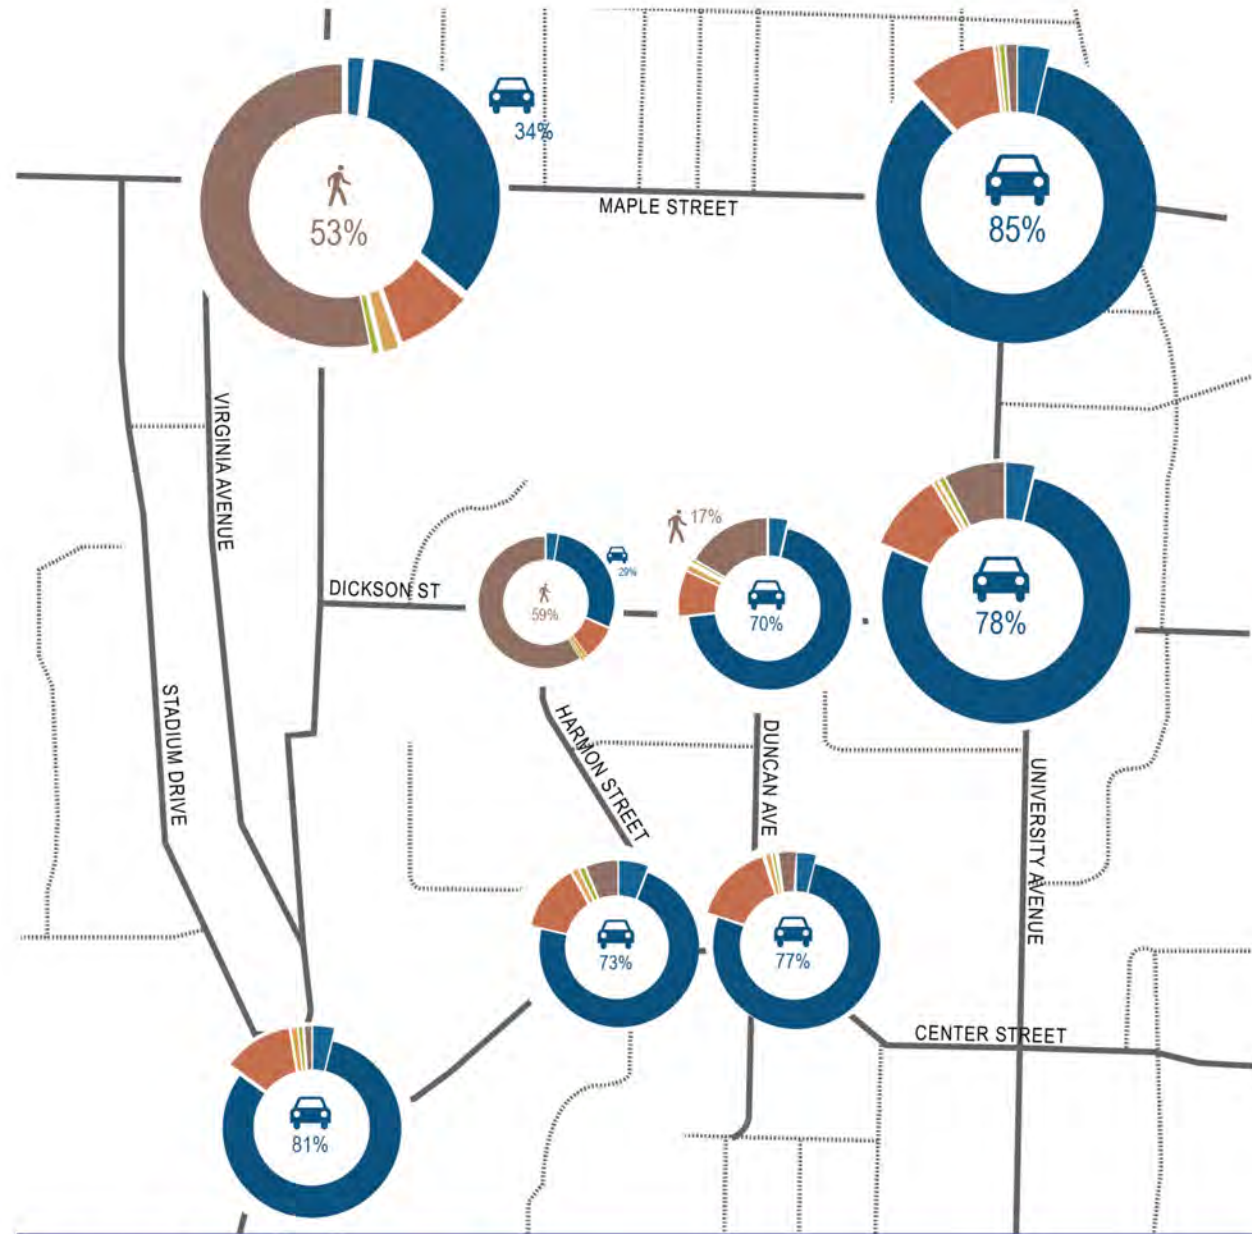 34%
53%
MAPLE STREET
85%
VIRGINIA AVENUE
17%
29%
DICKSON ST
59%
70%
78%
STADIUM DRIVE
HARMON STREET
DUNCAN AVE
UNIVERSITY AVENUE
73%
77%
CENTER STREET
81%